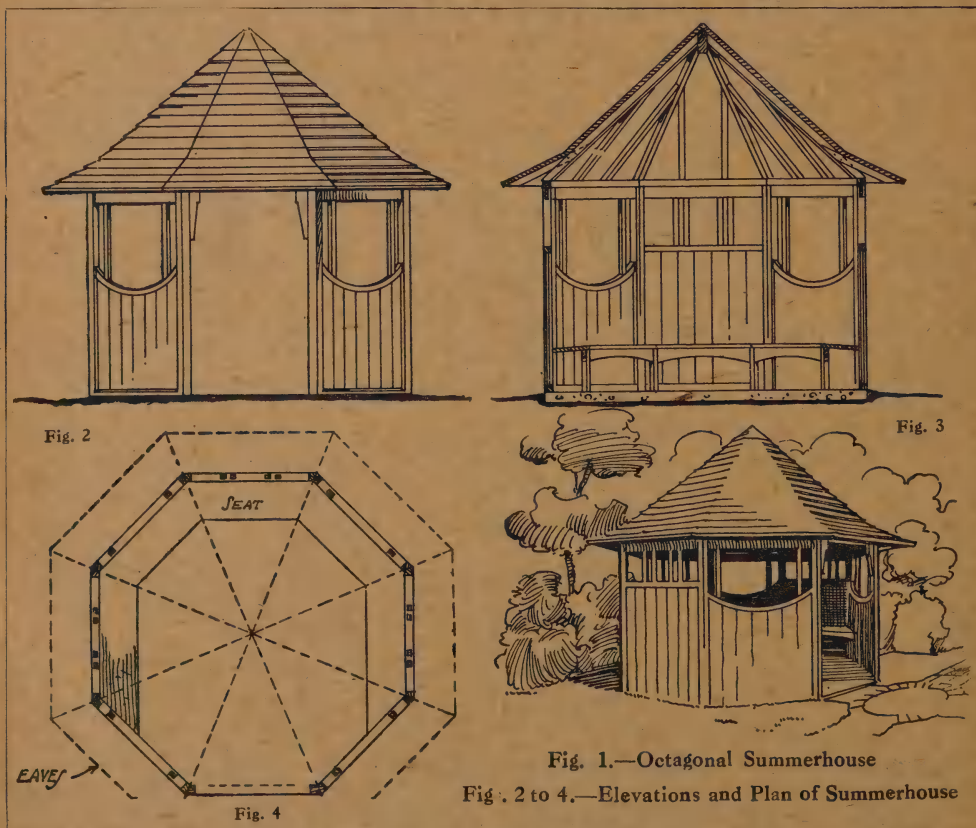 Fig. 2
Fig. 3
SEAT
EAVES
Fig. 4
Fig. 1.—Octagonal Summerhouse
Fig . 2 to 4.—Elevations and Plan of Summerhouse